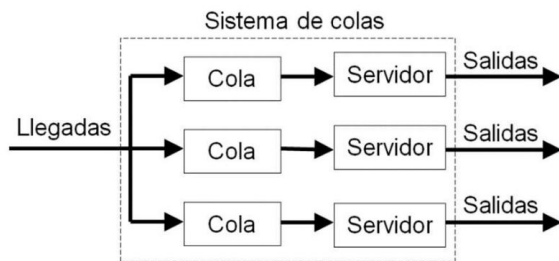 Sistema de colas
Cola
Servidor
Salidas
Llegadas
Cola
Servidor
Salidas
Cola
Servidor
Salidas